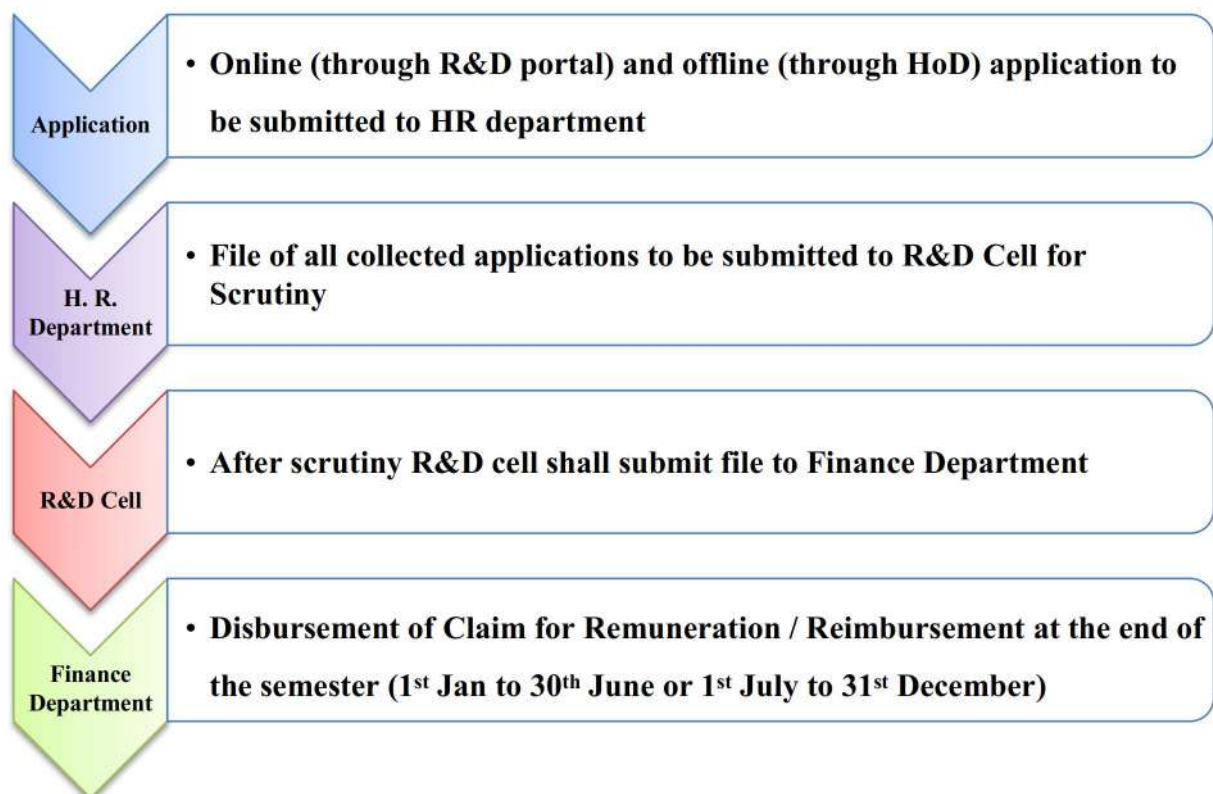 Application
• Online (through R&D portal) and offline (through HoD) application to
be submitted to HR department
H. R.
Department
• File of all collected applications to be submitted to R&D Cell for
Scrutiny
R&D Cell
• After scrutiny R&D cell shall submit file to Finance Department
Finance
Department
• Disbursement of Claim for Remuneration / Reimbursement at the end of
the semester (1st Jan to 30th June or 1st July to 31st December)